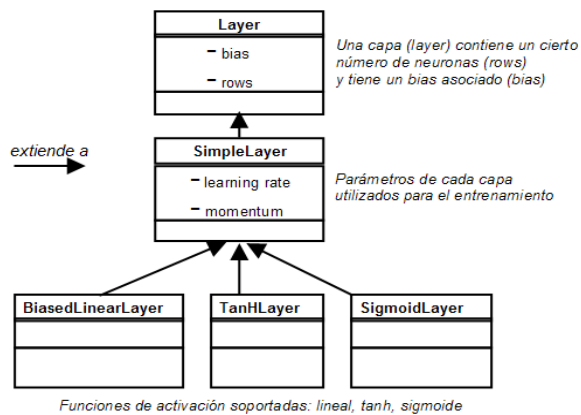 Layer
- bias
- rows
Una capa (layer) contiene un cierto
número de neuronas (rows)
y tiene un bias asociado (bias)
extiende a
SimpleLayer
- learning rate
- momentum
Parámetros de cada capa
utilizados para el entrenamiento
BiasedLinearLayer
TanHLayer
SigmoidLayer
Funciones de activación soportadas: lineal, tanh, sigmoide